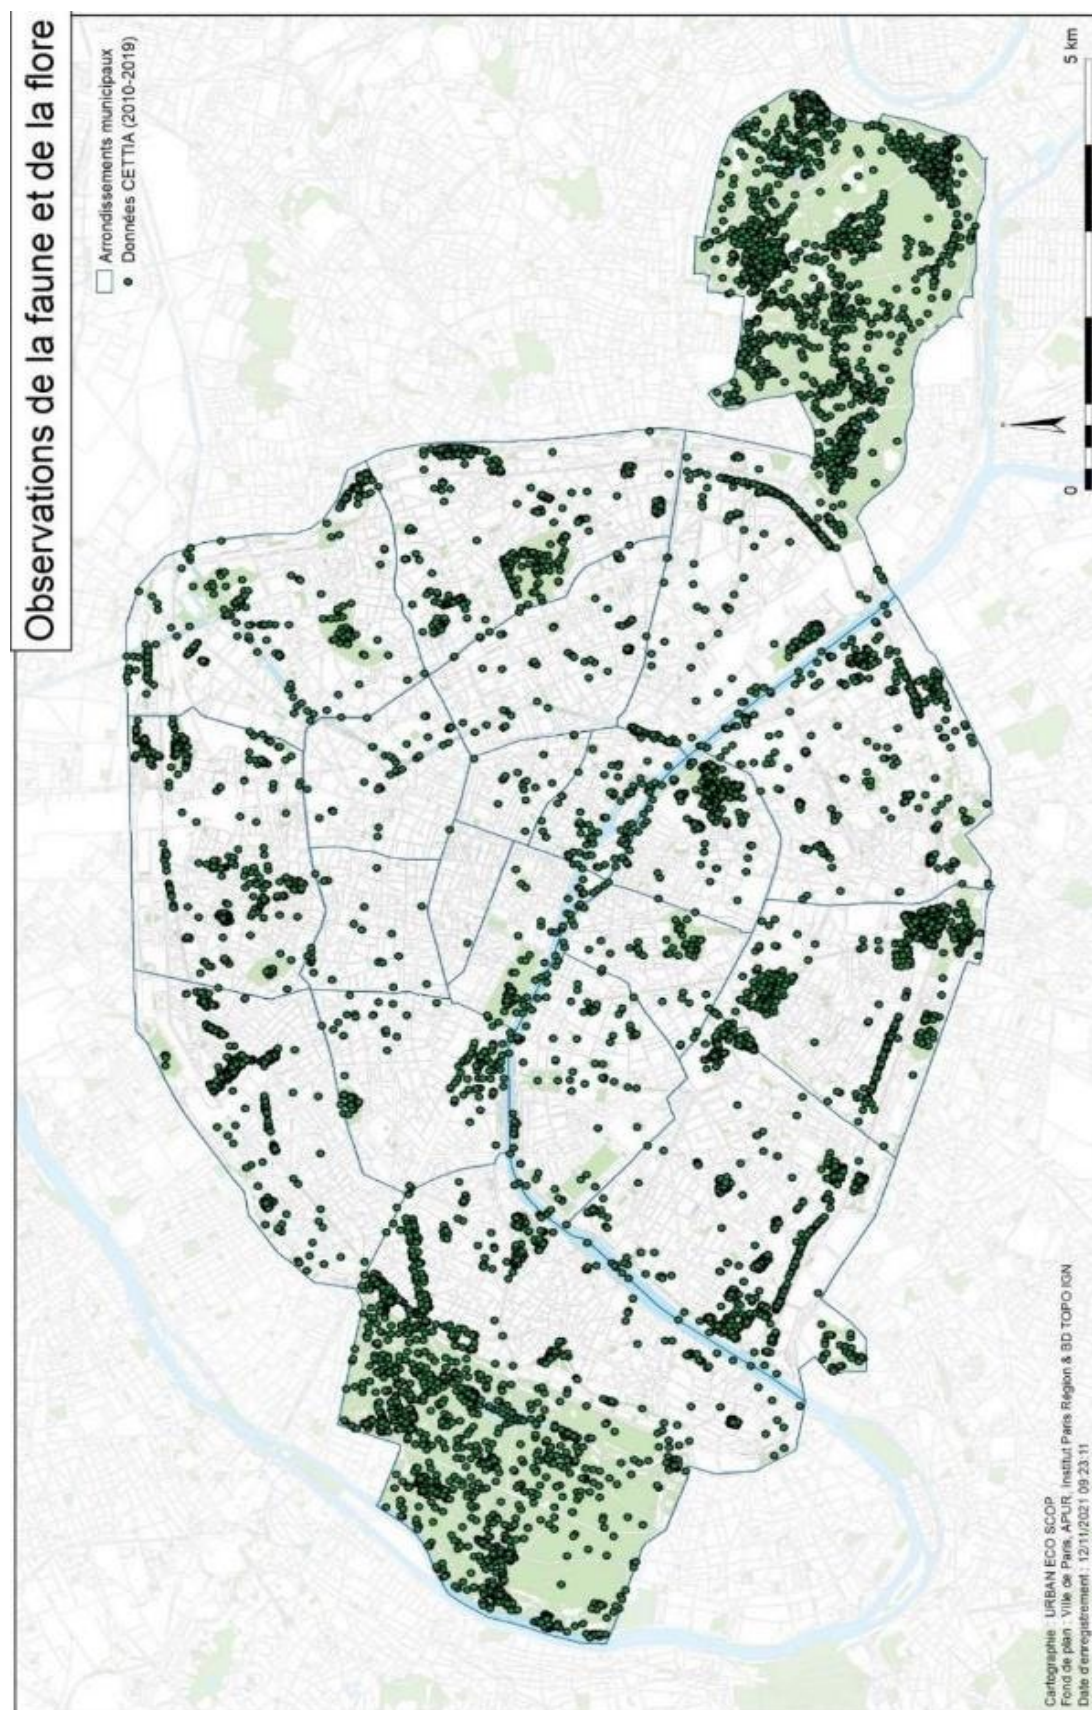 Observations de la faune et de la flore
Arrondissements municipaux
Données CETTIA (2010-2019)
0
5 km
Cartographie : URBAN ECO SCOP
Fond de plan : Ville de Paris, APUR, Institut Paris Région & BD TOPO IGN
Date d'enregistrement : 12/11/2021 09:23:11